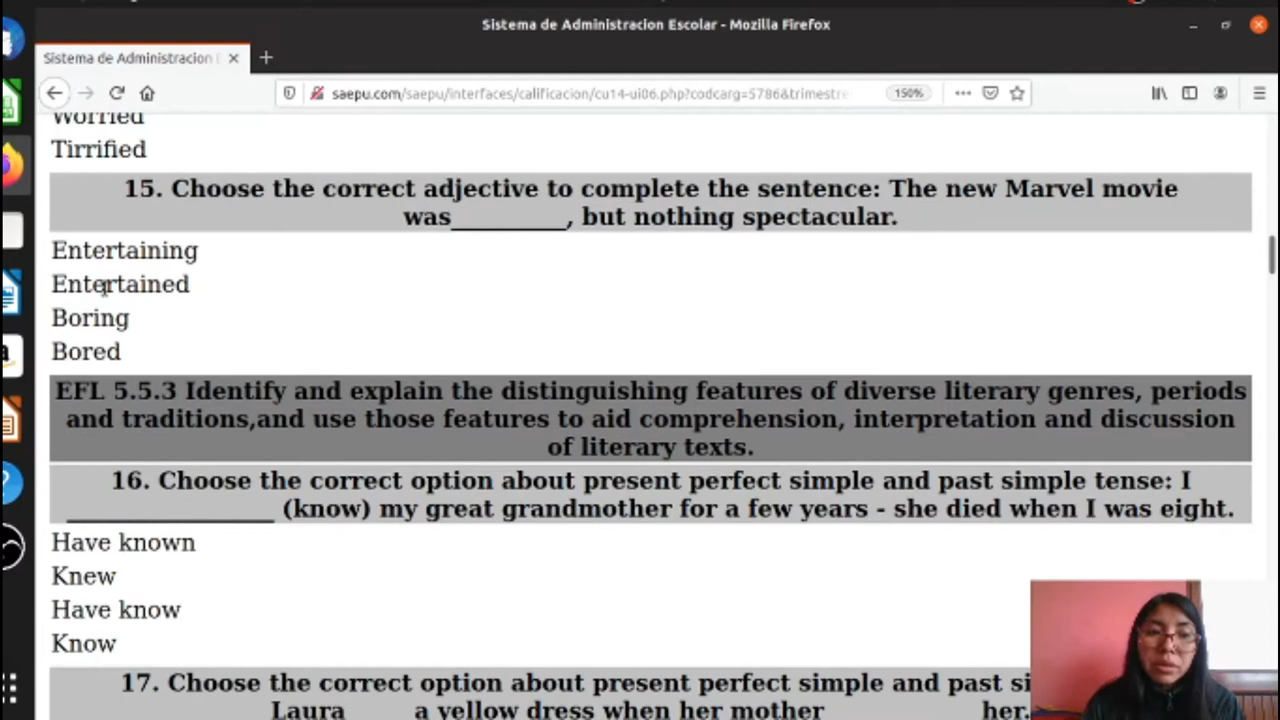 Sistema de Administracion Escolar - Mozilla Firefox
Sistema de Administracion
saepu.com/saepu/interfaces/calificacion/cu14-ui06.php?codcarg=5786&trimestre
150%
Worried
Tirrified
15. Choose the correct adjective to complete the sentence: The new Marvel movie
was_________, but nothing spectacular.
Entertaining
Entertained
Boring
Bored
EFL 5.5.3 Identify and explain the distinguishing features of diverse literary genres, periods
and traditions,and use those features to aid comprehension, interpretation and discussion
of literary texts.
16. Choose the correct option about present perfect simple and past simple tense: I
________________ (know) my great grandmother for a few years - she died when I was eight.
Have known
Knew
Have know
Know
17. Choose the correct option about present perfect simple and past si
Laura a yellow dress when her mother her.